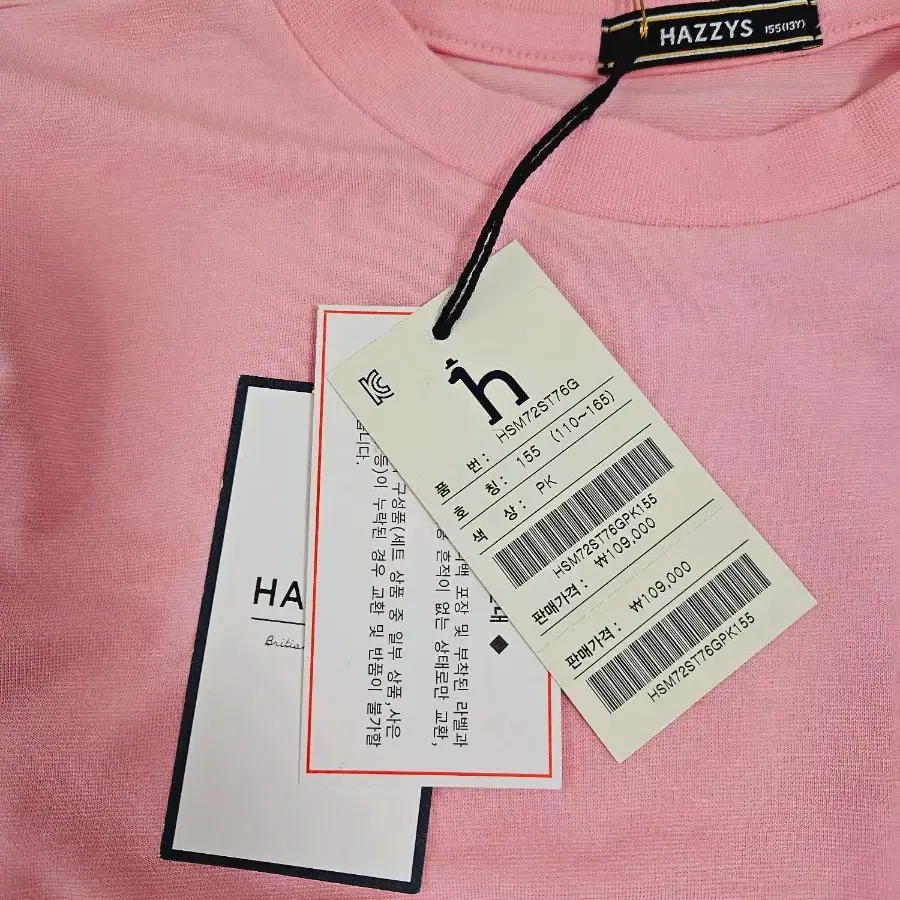 HAZZYS 155(13Y)
h
품 번: HSM72ST76G
호 칭: 155 (110~165)
색 상: PK
HSM72ST76GPK155
판매가격: ₩109,000
판매가격: ₩109,000
HSM72ST76GPK155
백 포장 및 부착된 라벨과
흔적이 없는 상태로만 교환,
구성품(세트 상품 중 일부 상품,사은
등)이 누락된 경우 교환 및 반품이 불가함
니다.
HA
British